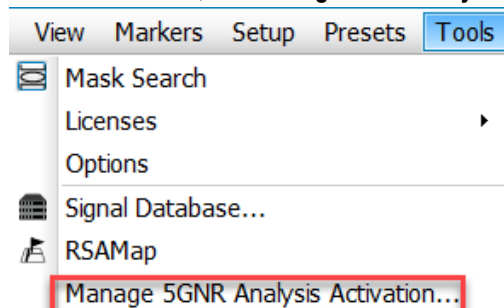 View Markers Setup Presets Tools
Mask Search
Licenses
Options
Signal Database...
RSAMap
Manage 5GNR Analysis Activation...